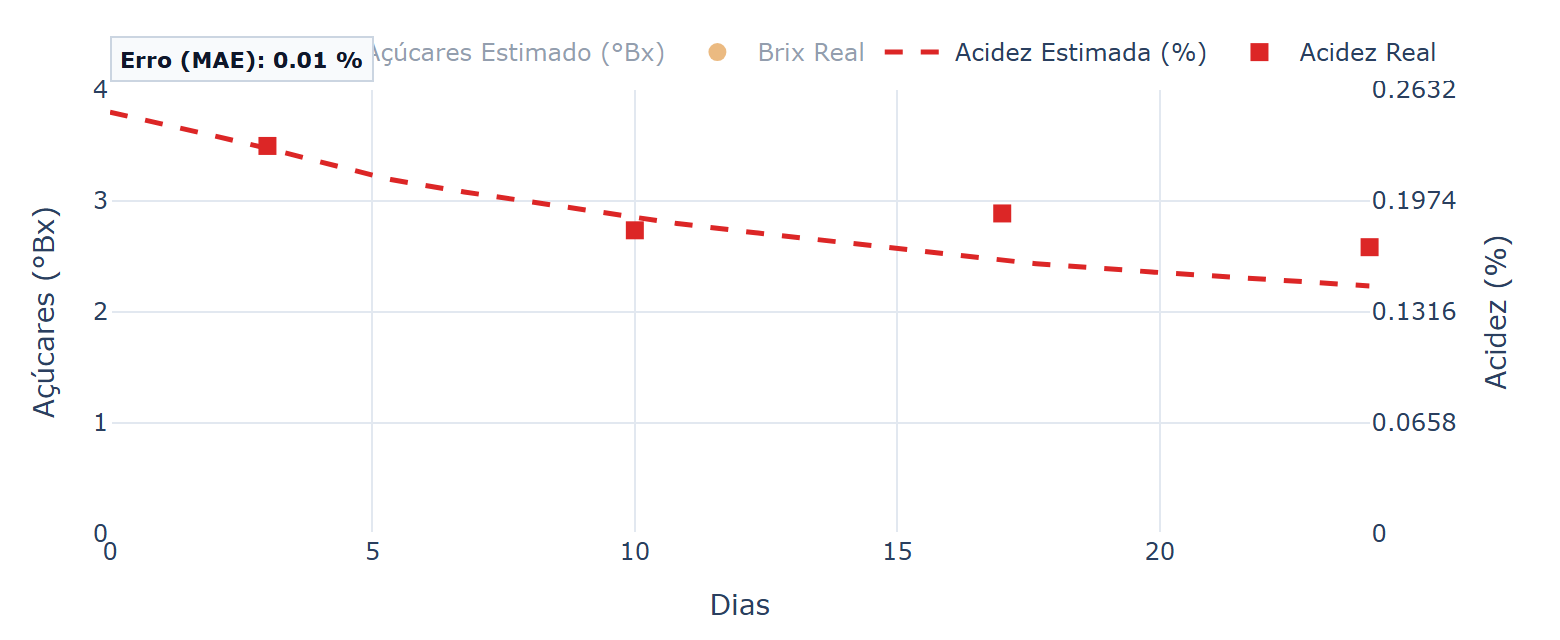 Erro (MAE): 0.01 %
Açúcares Estimado (°Bx)
Brix Real
Acidez Estimada (%)
Acidez Real
4
3
2
1
0
Açúcares (°Bx)
0.2632
0.1974
0.1316
0.0658
0
Acidez (%)
0
5
10
15
20
Dias